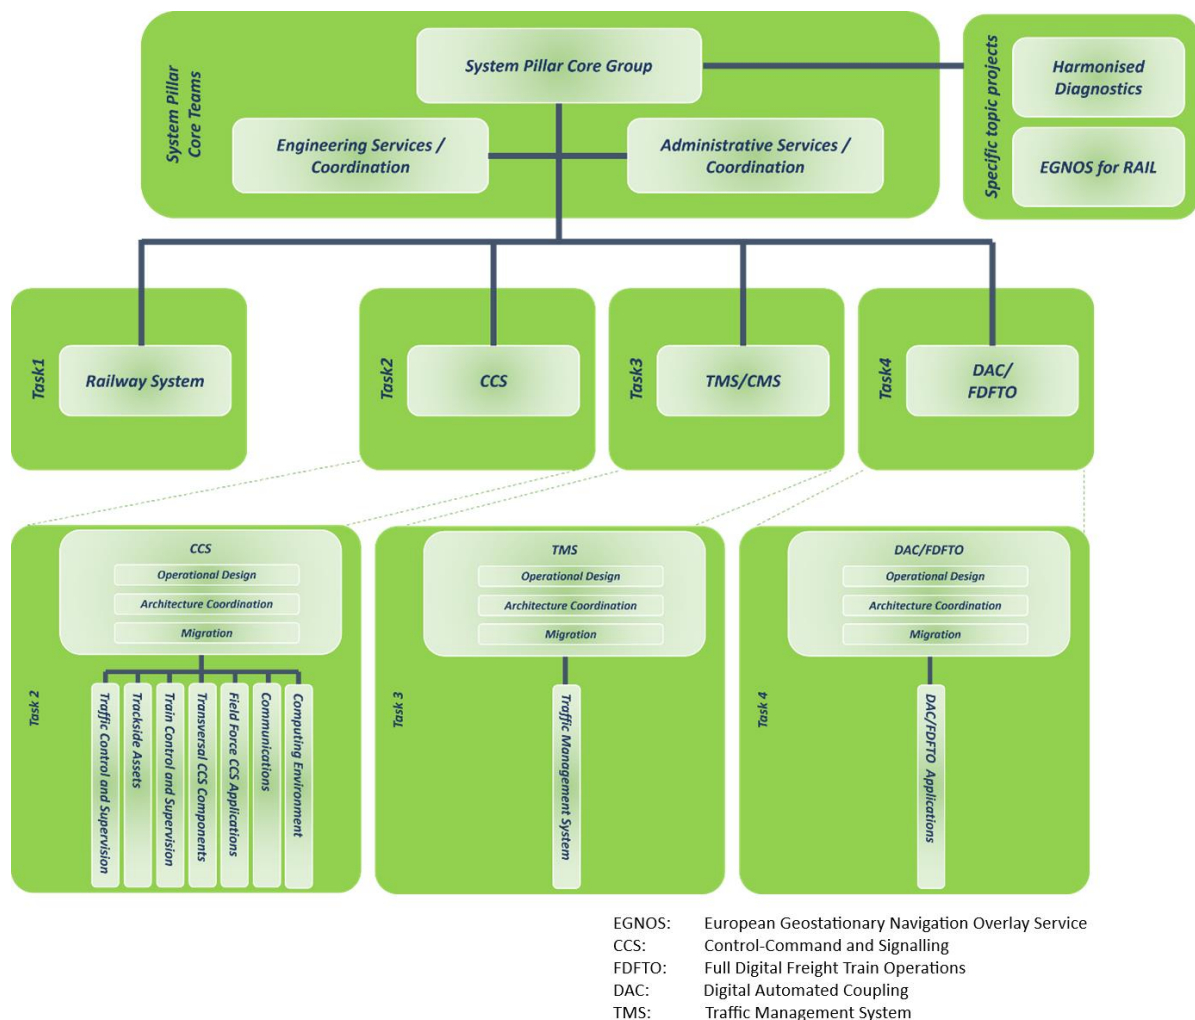 System Pillar
Core Teams
System Pillar Core Group
Engineering Services /
Coordination
Administrative Services /
Coordination
Specific topic projects
Harmonised
Diagnostics
EGNOS for RAIL
Task1
Railway System
Task2
CCS
Task3
TMS/CMS
Task4
DAC/
FDFTO
Task 2
CCS
Operational Design
Architecture Coordination
Migration
Traffic Control and Supervision
Trackside Assets
Train Control and Supervision
Transversal CCS Components
Field Force CCS Applications
Communications
Computing Environment
Task 3
TMS
Operational Design
Architecture Coordination
Migration
Traffic Management System
Task 4
DAC/FDFTO
Operational Design
Architecture Coordination
Migration
DAC/FDFTO Applications
EGNOS: European Geostationary Navigation Overlay Service
CCS: Control-Command and Signalling
FDFTO: Full Digital Freight Train Operations
DAC: Digital Automated Coupling
TMS: Traffic Management System